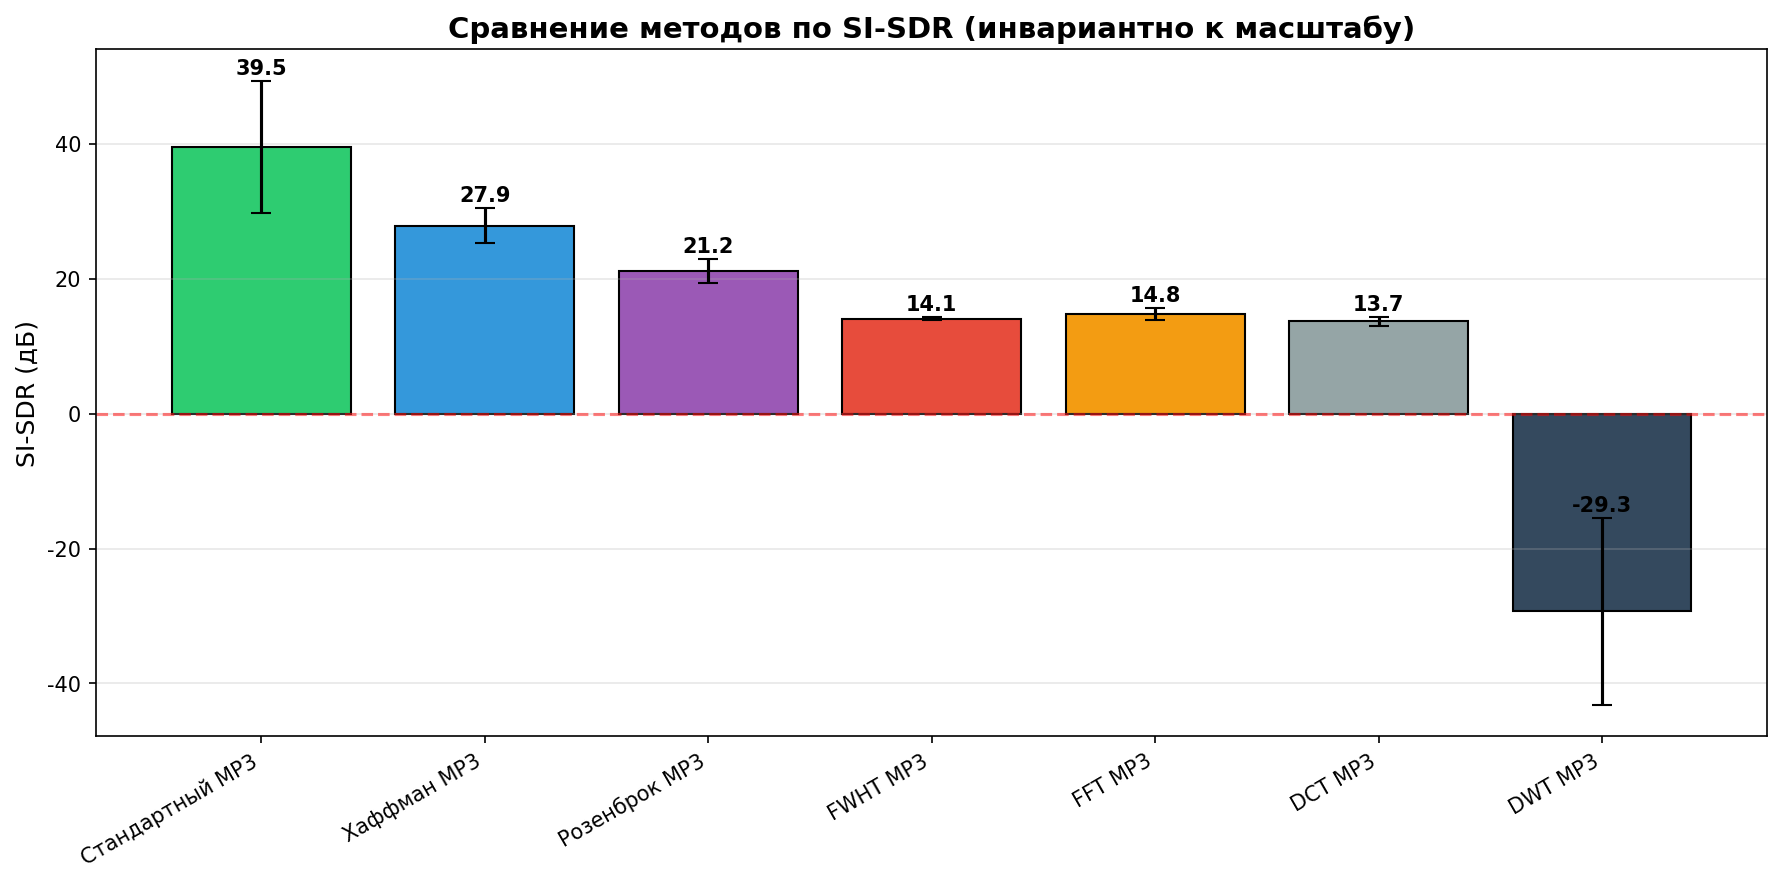 Сравнение методов по SI-SDR (инвариантно к масштабу)
SI-SDR (дБ)
40
20
0
-20
-40
39.5
27.9
21.2
14.1
14.8
13.7
-29.3
Стандартный MP3
Хаффман MP3
Розенброк MP3
FWHT MP3
FFT MP3
DCT MP3
DWT MP3